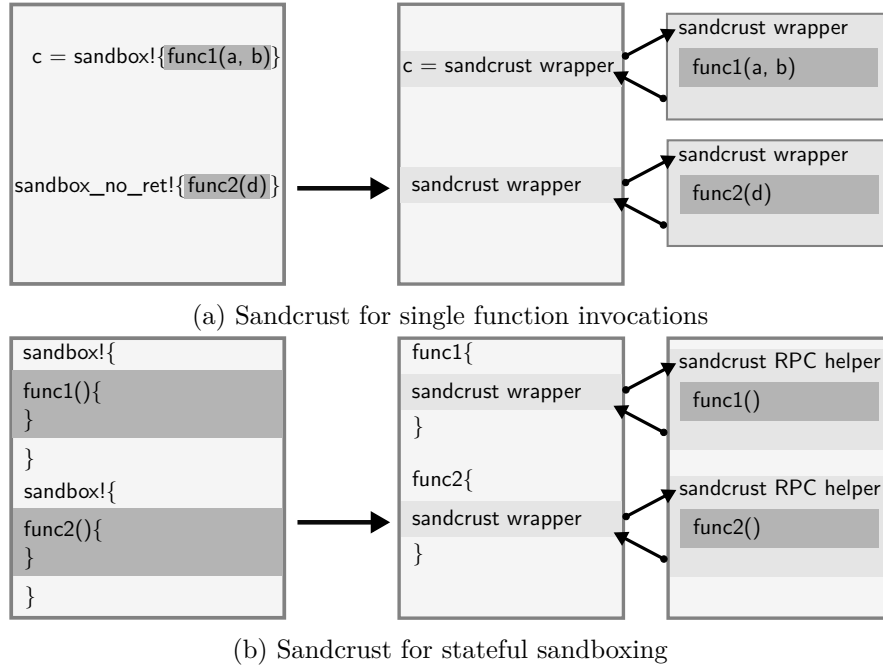 c = sandbox!{func1(a, b)}
sandbox_no_ret!{func2(d)}
c = sandcrust wrapper
sandcrust wrapper
sandcrust wrapper
func1(a, b)
sandcrust wrapper
func2(d)
(a) Sandcrust for single function invocations
sandbox!{
func1(){
}
}
sandbox!{
func2(){
}
}
func1{
sandcrust wrapper
}
func2{
sandcrust wrapper
}
sandcrust RPC helper
func1()
sandcrust RPC helper
func2()
(b) Sandcrust for stateful sandboxing